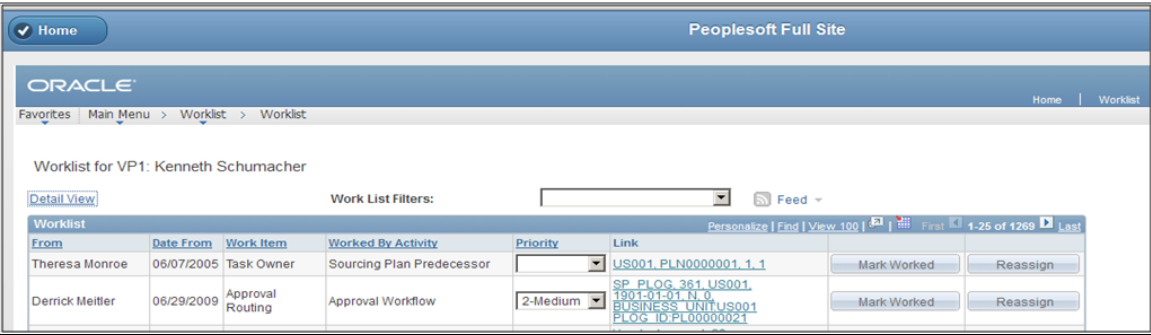 Home
Peoplesoft Full Site
ORACLE
Home | Worklist
Favorites Main Menu > Worklist > Worklist
Worklist for VP1: Kenneth Schumacher
Detail View Work List Filters: Feed
Worklist Personalize | Find | View 100 | | First 1-25 of 1269 Last
From Date From Work Item Worked By Activity Priority Link
Theresa Monroe 06/07/2005 Task Owner Sourcing Plan Predecessor US001, PLN0000001, 1, 1 Mark Worked Reassign
Derrick Meitler 06/29/2009 Approval Routing Approval Workflow 2-Medium SP_PLOG, 361, US001,
1901-01-01, N, 0,
BUSINESS_UNIT:US001
PLOG_ID:PL00000021 Mark Worked Reassign